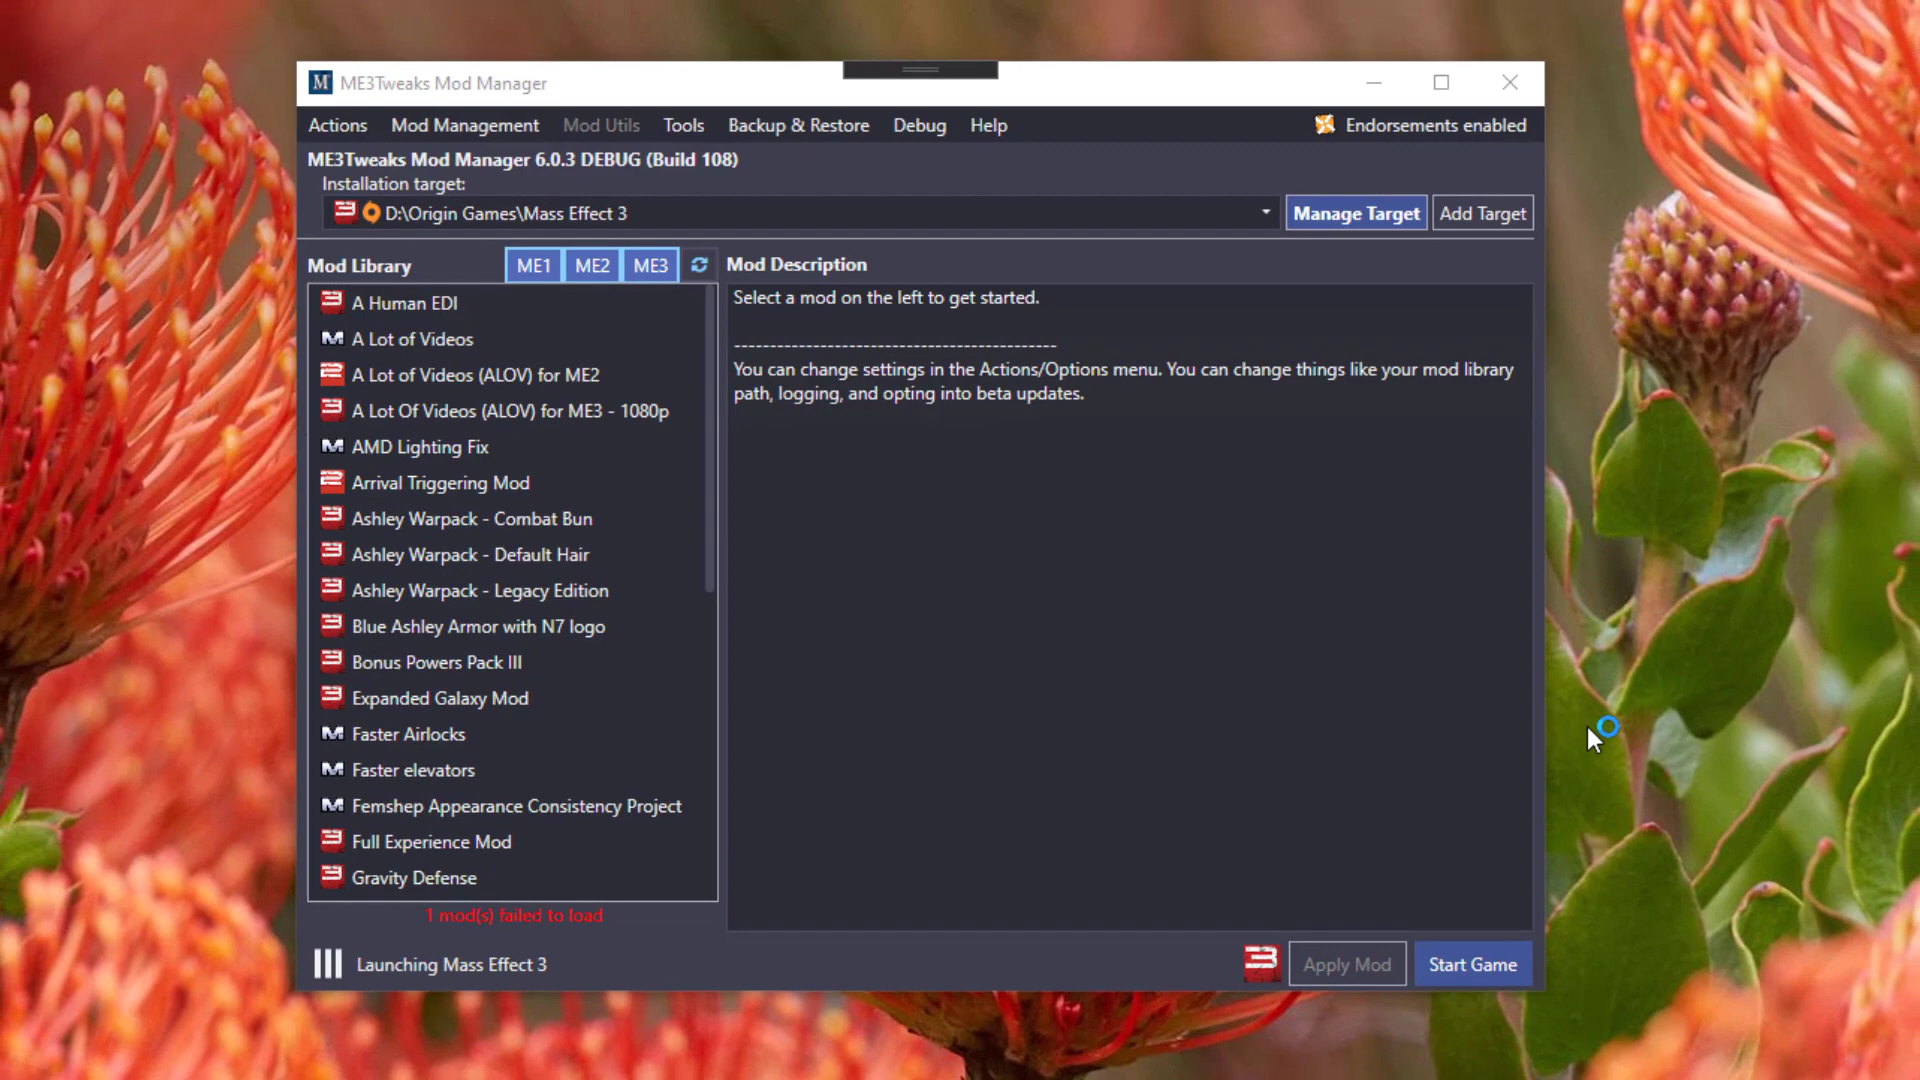 ME3Tweaks Mod Manager
Actions Mod Management Mod Utils Tools Backup & Restore Debug Help Endorsements enabled
ME3Tweaks Mod Manager 6.0.3 DEBUG (Build 108)
Installation target:
D:\Origin Games\Mass Effect 3 Manage Target Add Target
Mod Library ME1 ME2 ME3
A Human EDI
A Lot of Videos
A Lot of Videos (ALOV) for ME2
A Lot Of Videos (ALOV) for ME3 - 1080p
AMD Lighting Fix
Arrival Triggering Mod
Ashley Warpack - Combat Bun
Ashley Warpack - Default Hair
Ashley Warpack - Legacy Edition
Blue Ashley Armor with N7 logo
Bonus Powers Pack III
Expanded Galaxy Mod
Faster Airlocks
Faster elevators
Femshep Appearance Consistency Project
Full Experience Mod
Gravity Defense
1 mod(s) failed to load
Mod Description
Select a mod on the left to get started.
---------------------------------------------
You can change settings in the Actions/Options menu. You can change things like your mod library
path, logging, and opting into beta updates.
Launching Mass Effect 3 Apply Mod Start Game